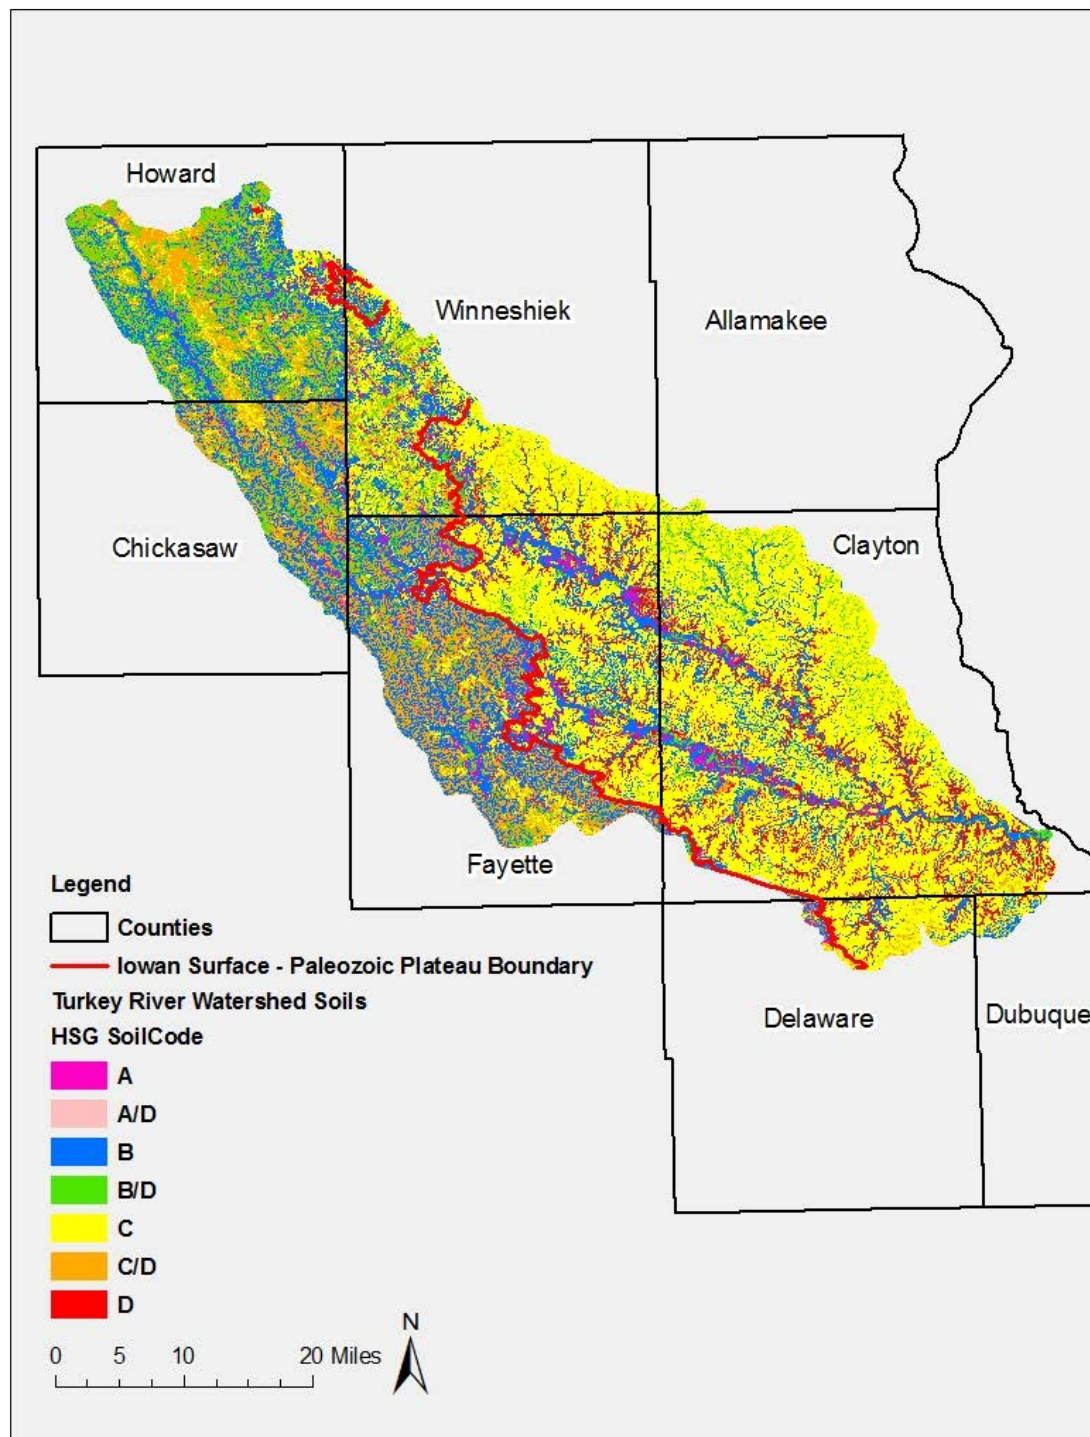 Howard
Winneshiek
Allamakee
Chickasaw
Clayton
Fayette
Delaware
Dubuque
Legend
Counties
Iowan Surface - Paleozoic Plateau Boundary
Turkey River Watershed Soils
HSG SoilCode
A
A/D
B
B/D
C
C/D
D
N
0 5 10 20 Miles